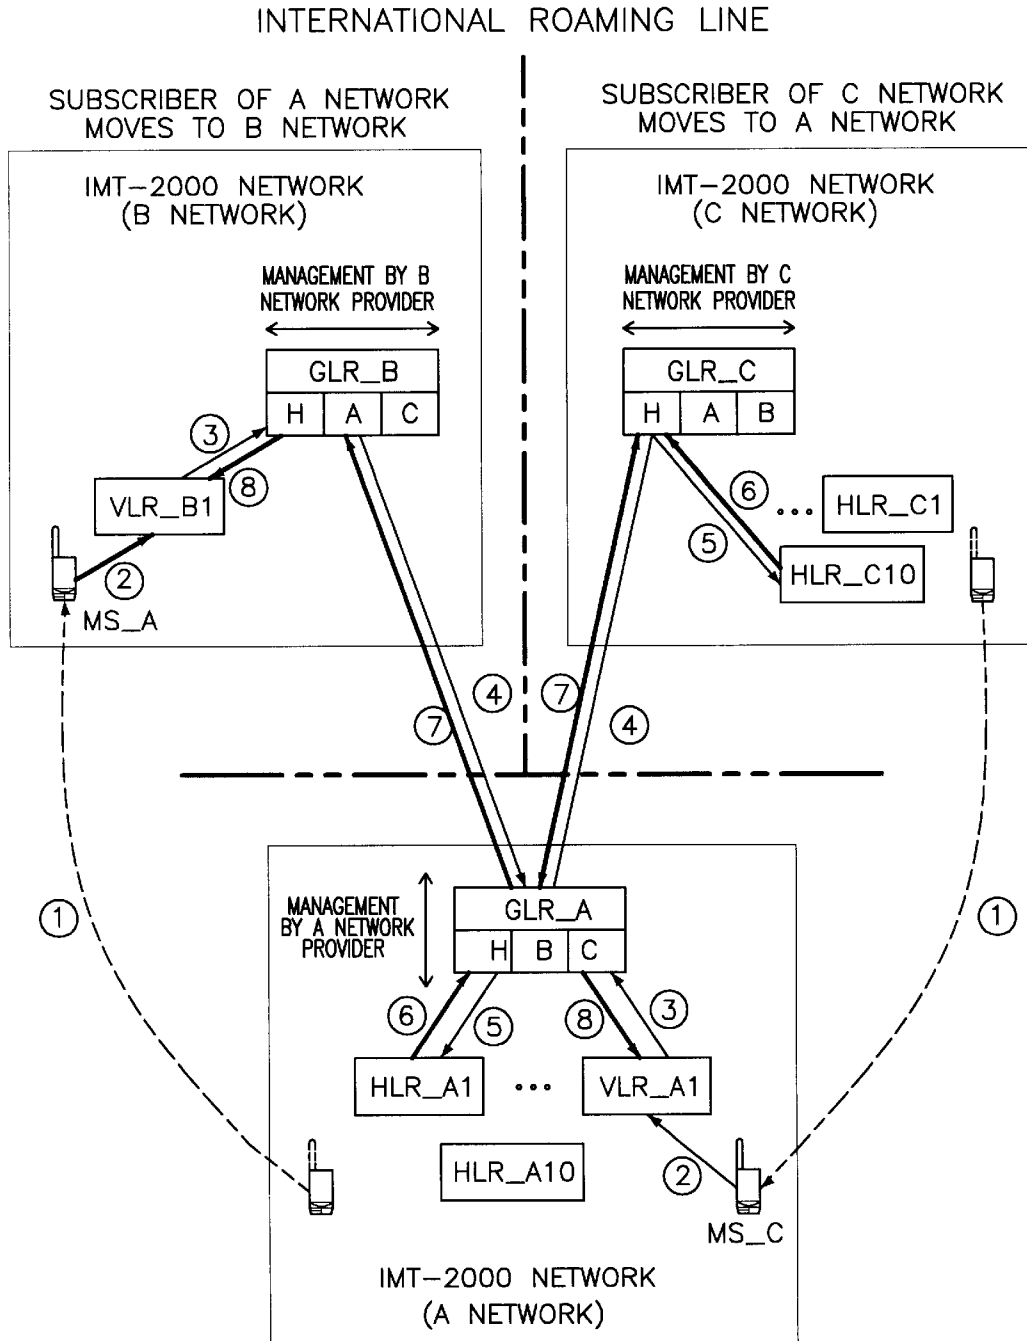 INTERNATIONAL ROAMING LINE
SUBSCRIBER OF A NETWORK
MOVES TO B NETWORK
SUBSCRIBER OF C NETWORK
MOVES TO A NETWORK
IMT-2000 NETWORK
(B NETWORK)
MANAGEMENT BY B
NETWORK PROVIDER
GLR_B
H A C
3
8
VLR_B1
2
MS_A
IMT-2000 NETWORK
(C NETWORK)
MANAGEMENT BY C
NETWORK PROVIDER
GLR_C
H A B
6
5
HLR_C1
HLR_C10
7
4
7
4
1
1
MANAGEMENT
BY A NETWORK
PROVIDER
GLR_A
H B C
6
5
8
3
HLR_A1
VLR_A1
HLR_A10
2
MS_C
IMT-2000 NETWORK
(A NETWORK)